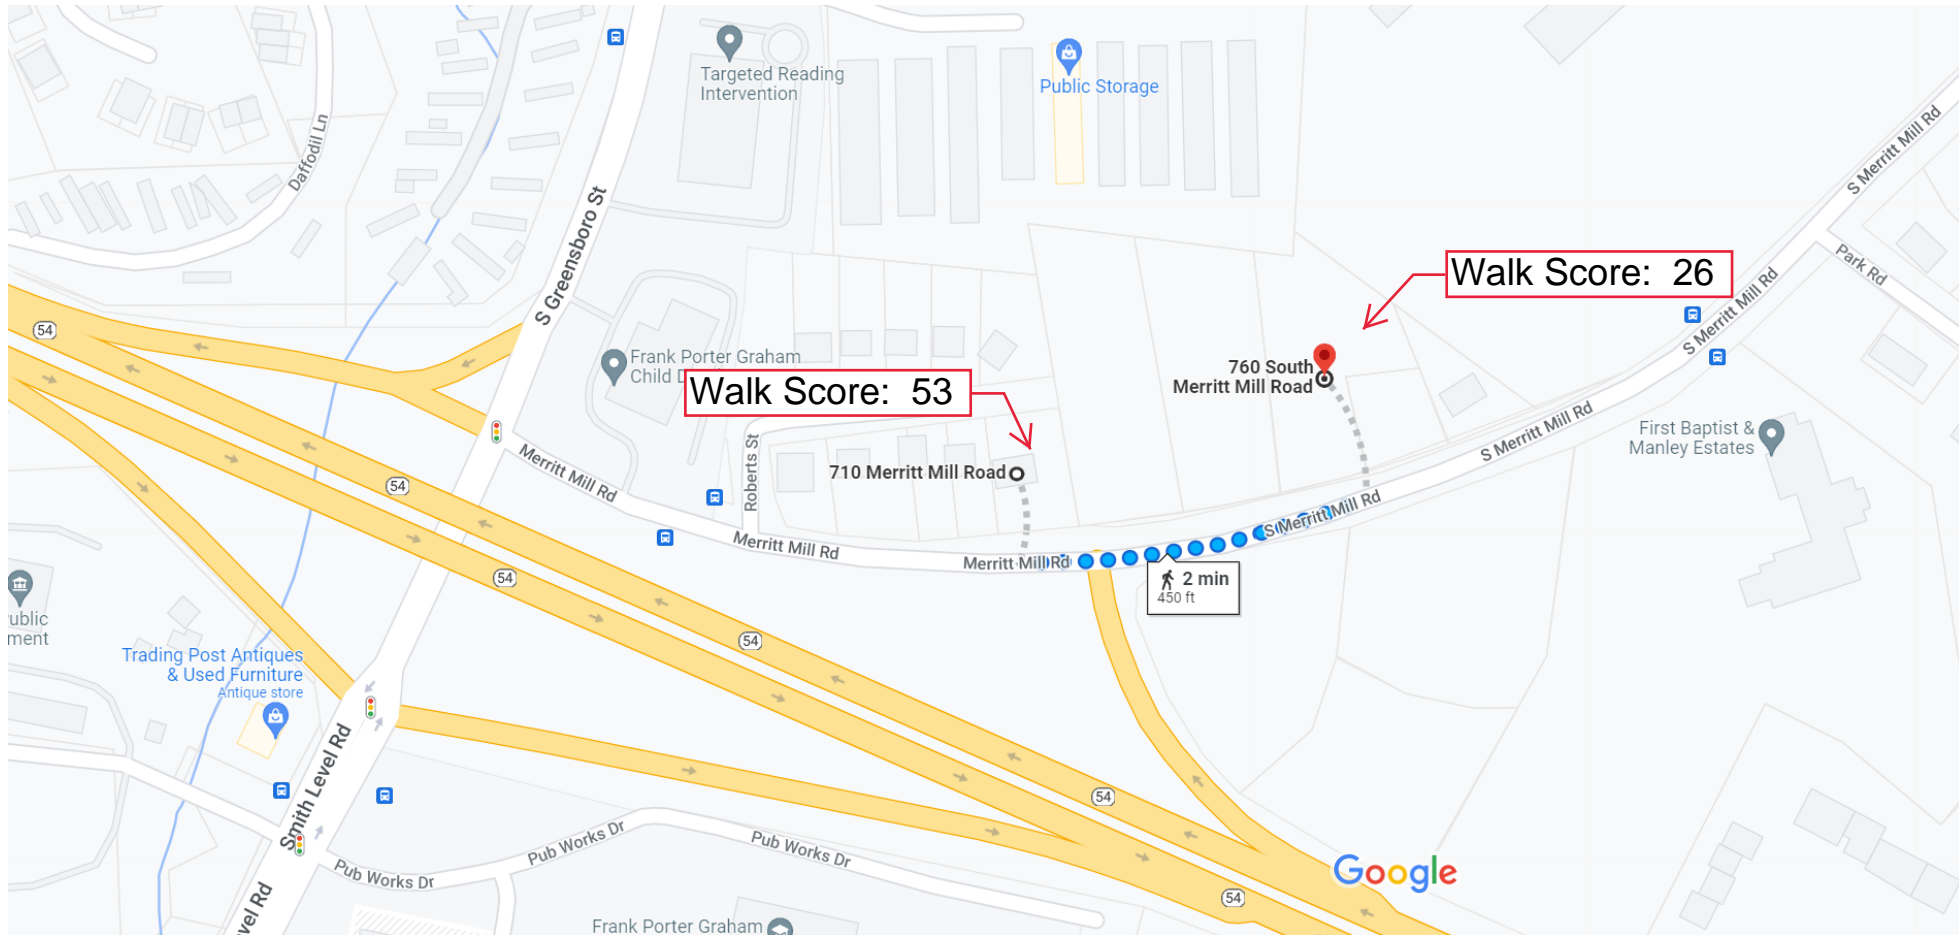 Targeted Reading
Intervention
Public Storage
S Merritt Mill Rd
Daffodil Ln
S Greensboro St
Park Rd
Walk Score:  26
S Merritt Mill Rd
54
Frank Porter Graham
Child D
760 South
Merritt Mill Road
Walk Score:  53
S Merritt Mill Rd
First Baptist &
Manley Estates
Roberts St
710 Merritt Mill Road
Merritt Mill Rd
54
S Merritt Mill Rd
Merritt Mill Rd
Merritt Mill Rd
54
2 min
450 ft
ublic
ment
54
Trading Post Antiques
& Used Furniture
Antique store
Smith Level Rd
54
Pub Works Dr
Pub Works Dr
Pub Works Dr
Google
54
vel Rd
Frank Porter Graham